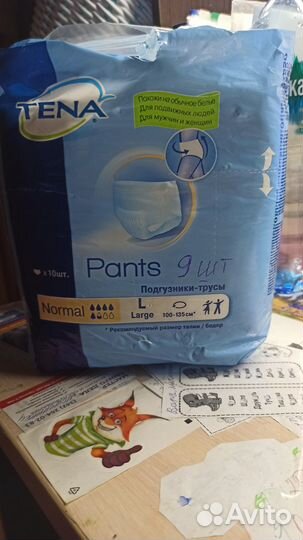 TENA
Похожи на обычное бельё
Для подвижных людей
Для мужчин и женщин
x 10шт.
Pants 9 шт
Подгузники-трусы
Normal
L
Large
100-135см*
* Рекомендуемый размер талии / бедер
Avito